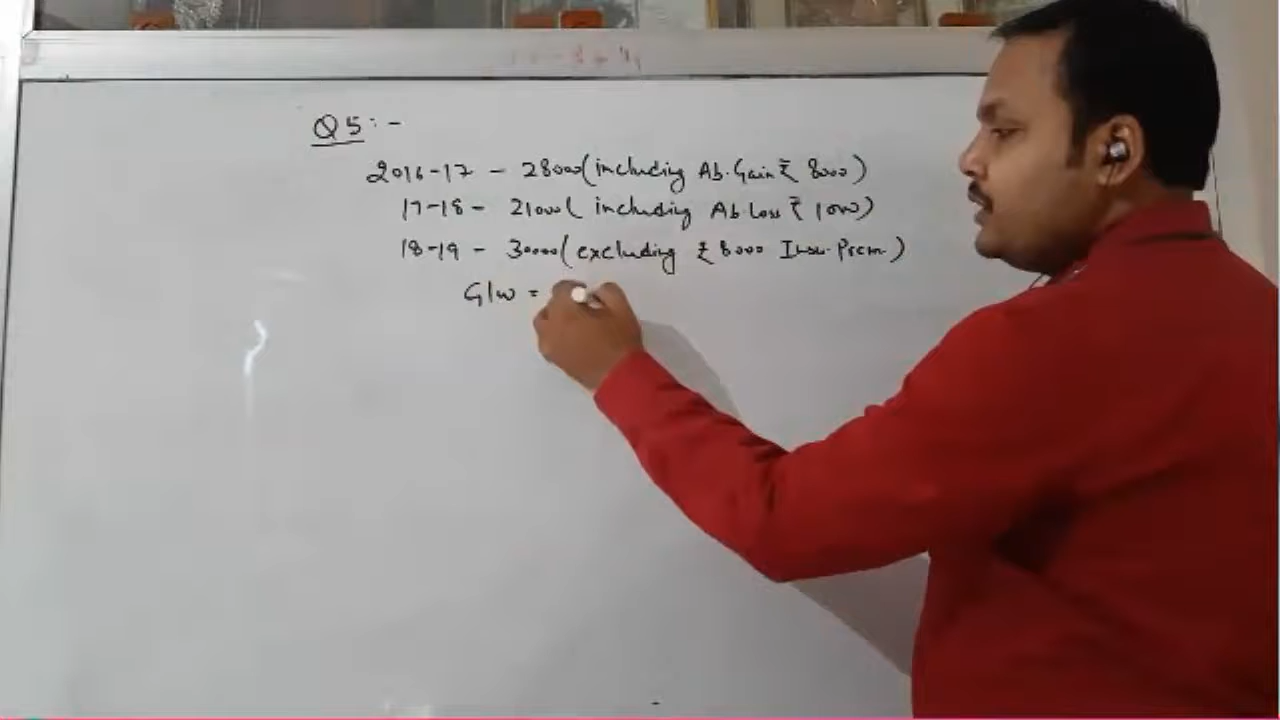 Q5:-
2016-17 - 28000 (including Ab. Gain ₹ 8000)
17-18 - 21000 (including Ab. Loss ₹ 1000)
18-19 - 30000 (excluding ₹ 8000 Insu. Prem.)
G/w =